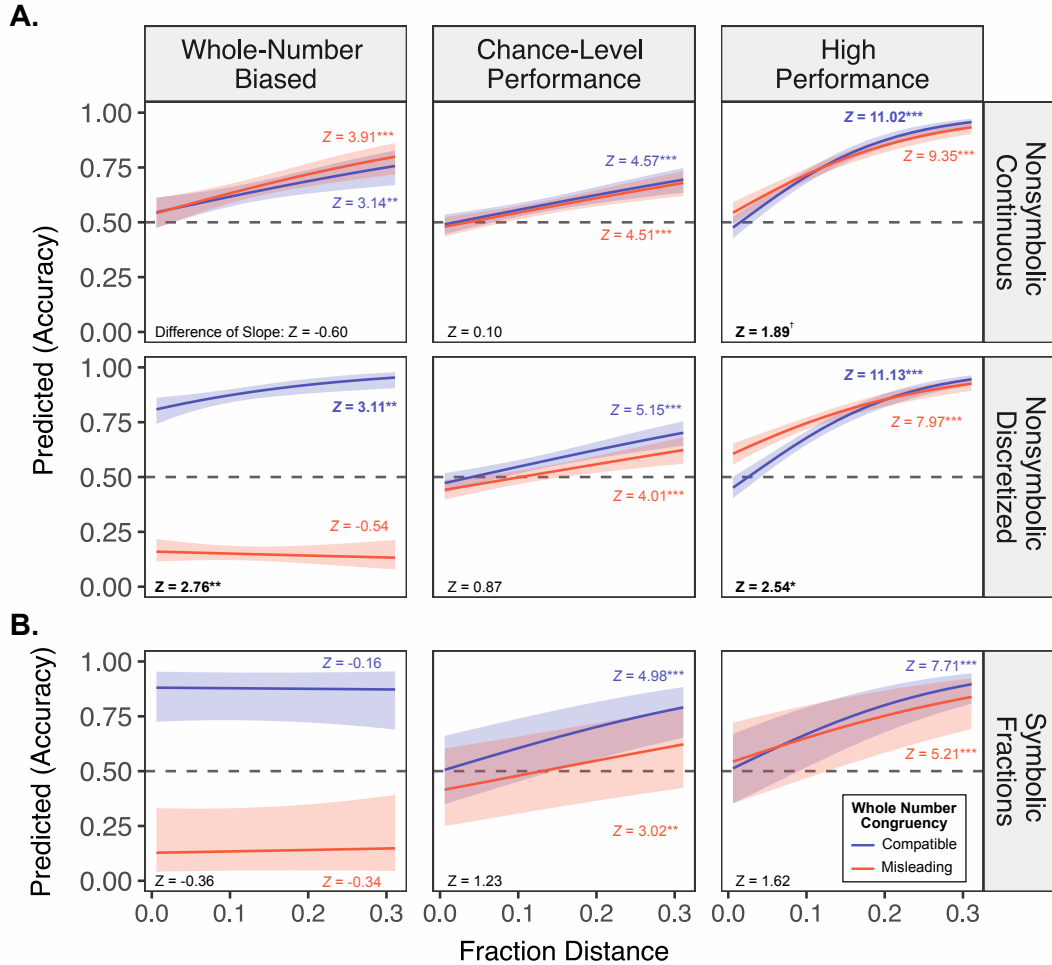 A.
Whole-Number
Biased
Chance-Level
Performance
High
Performance
Predicted (Accuracy)
1.00
0.75
0.50
0.25
0.00
Z = 3.91***
Z = 3.14**
Difference of Slope: Z = -0.60
Z = 4.57***
Z = 4.51***
Z = 0.10
Z = 11.02***
Z = 9.35***
Z = 1.89†
Nonsymbolic
Continuous
1.00
0.75
0.50
0.25
0.00
Z = 3.11**
Z = -0.54
Z = 2.76**
Z = 5.15***
Z = 4.01***
Z = 0.87
Z = 11.13***
Z = 7.97***
Z = 2.54*
Nonsymbolic
Discretized
B.
Predicted (Accuracy)
1.00
0.75
0.50
0.25
0.00
Z = -0.16
Z = -0.36
Z = -0.34
Z = 4.98***
Z = 3.02**
Z = 1.23
Z = 7.71***
Z = 5.21***
Whole Number
Congruency
Compatible
Misleading
Z = 1.62
Symbolic
Fractions
0.0 0.1 0.2 0.3
0.0 0.1 0.2 0.3
0.0 0.1 0.2 0.3
Fraction Distance